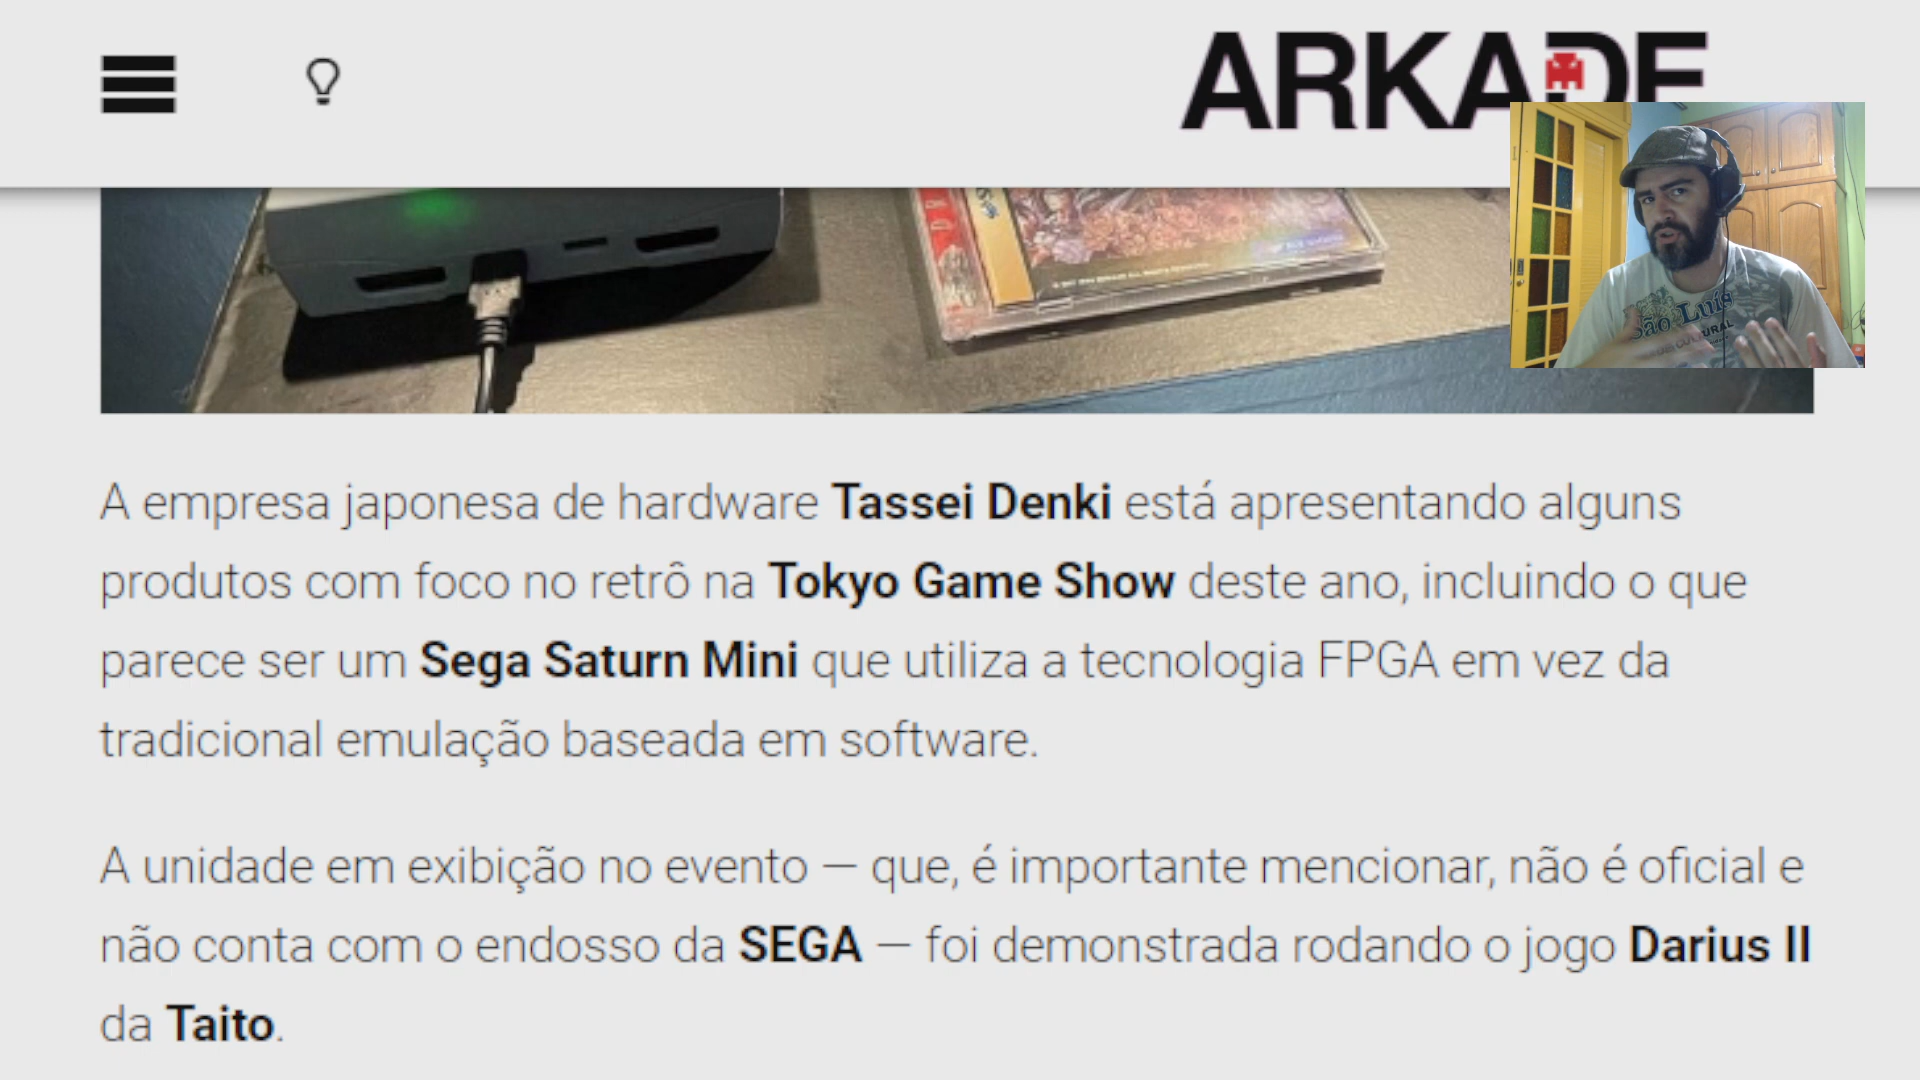 ARKADE
A empresa japonesa de hardware Tassei Denki está apresentando alguns
produtos com foco no retrô na Tokyo Game Show deste ano, incluindo o que
parece ser um Sega Saturn Mini que utiliza a tecnologia FPGA em vez da
tradicional emulação baseada em software.
A unidade em exibição no evento — que, é importante mencionar, não é oficial e
não conta com o endosso da SEGA — foi demonstrada rodando o jogo Darius II
da Taito.
São Luís